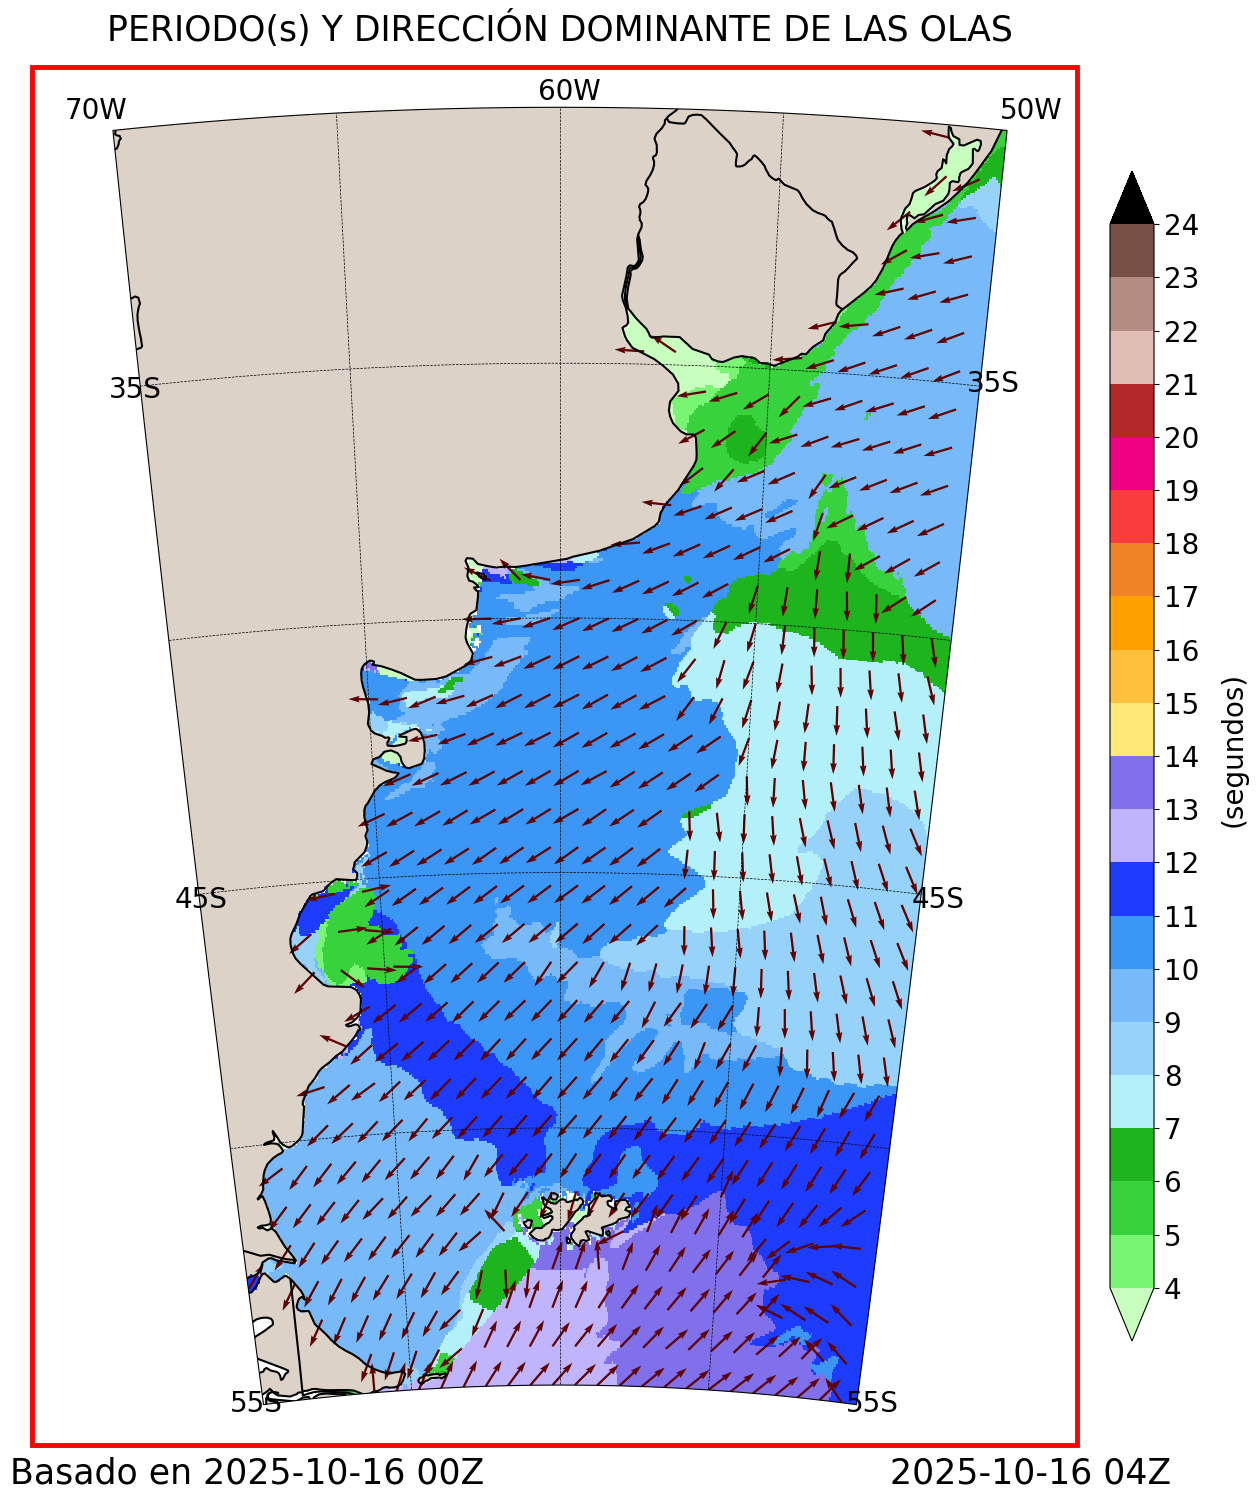 PERIODO(s) Y DIRECCIÓN DOMINANTE DE LAS OLAS
70W
60W
50W
35S
35S
45S
45S
55S
55S
24
23
22
21
20
19
18
17
16
15
14
13
12
11
10
9
8
7
6
5
4
(segundos)
Basado en 2025-10-16 00Z
2025-10-16 04Z